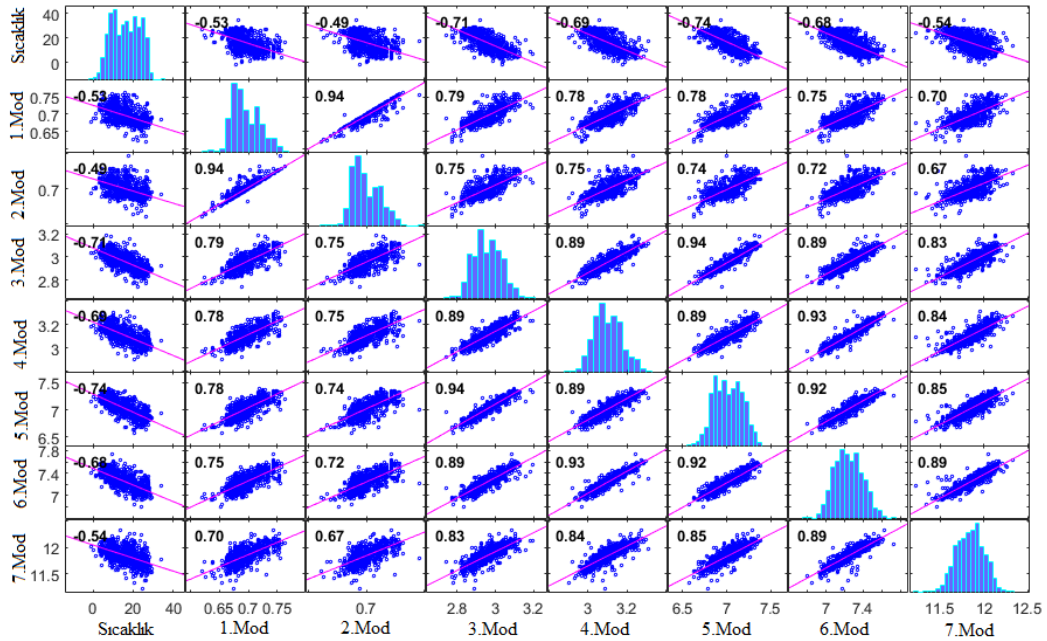 Sıcaklık 40 20 0 -0.53 -0.49 -0.71 -0.69 -0.74 -0.68 -0.54
1.Mod 0.75 0.65 -0.53 0.94 0.79 0.78 0.78 0.75 0.70
2.Mod 0.7 -0.49 0.94 0.75 0.75 0.74 0.72 0.67
3.Mod 3.2 3 2.8 -0.71 0.79 0.75 0.89 0.94 0.89 0.83
4.Mod 3.2 3 -0.69 0.78 0.75 0.89 0.89 0.93 0.84
5.Mod 7.5 7 6.5 -0.74 0.78 0.74 0.94 0.89 0.92 0.85
6.Mod 7.8 7.4 7 -0.68 0.75 0.72 0.89 0.93 0.92 0.89
7.Mod 12 11.5 -0.54 0.70 0.67 0.83 0.84 0.85 0.89
0 20 40 0.65 0.7 0.75 0.7 2.8 3 3.2 3 3.2 6.5 7 7.5 7 7.4 11.5 12 12.5
Sıcaklık 1.Mod 2.Mod 3.Mod 4.Mod 5.Mod 6.Mod 7.Mod